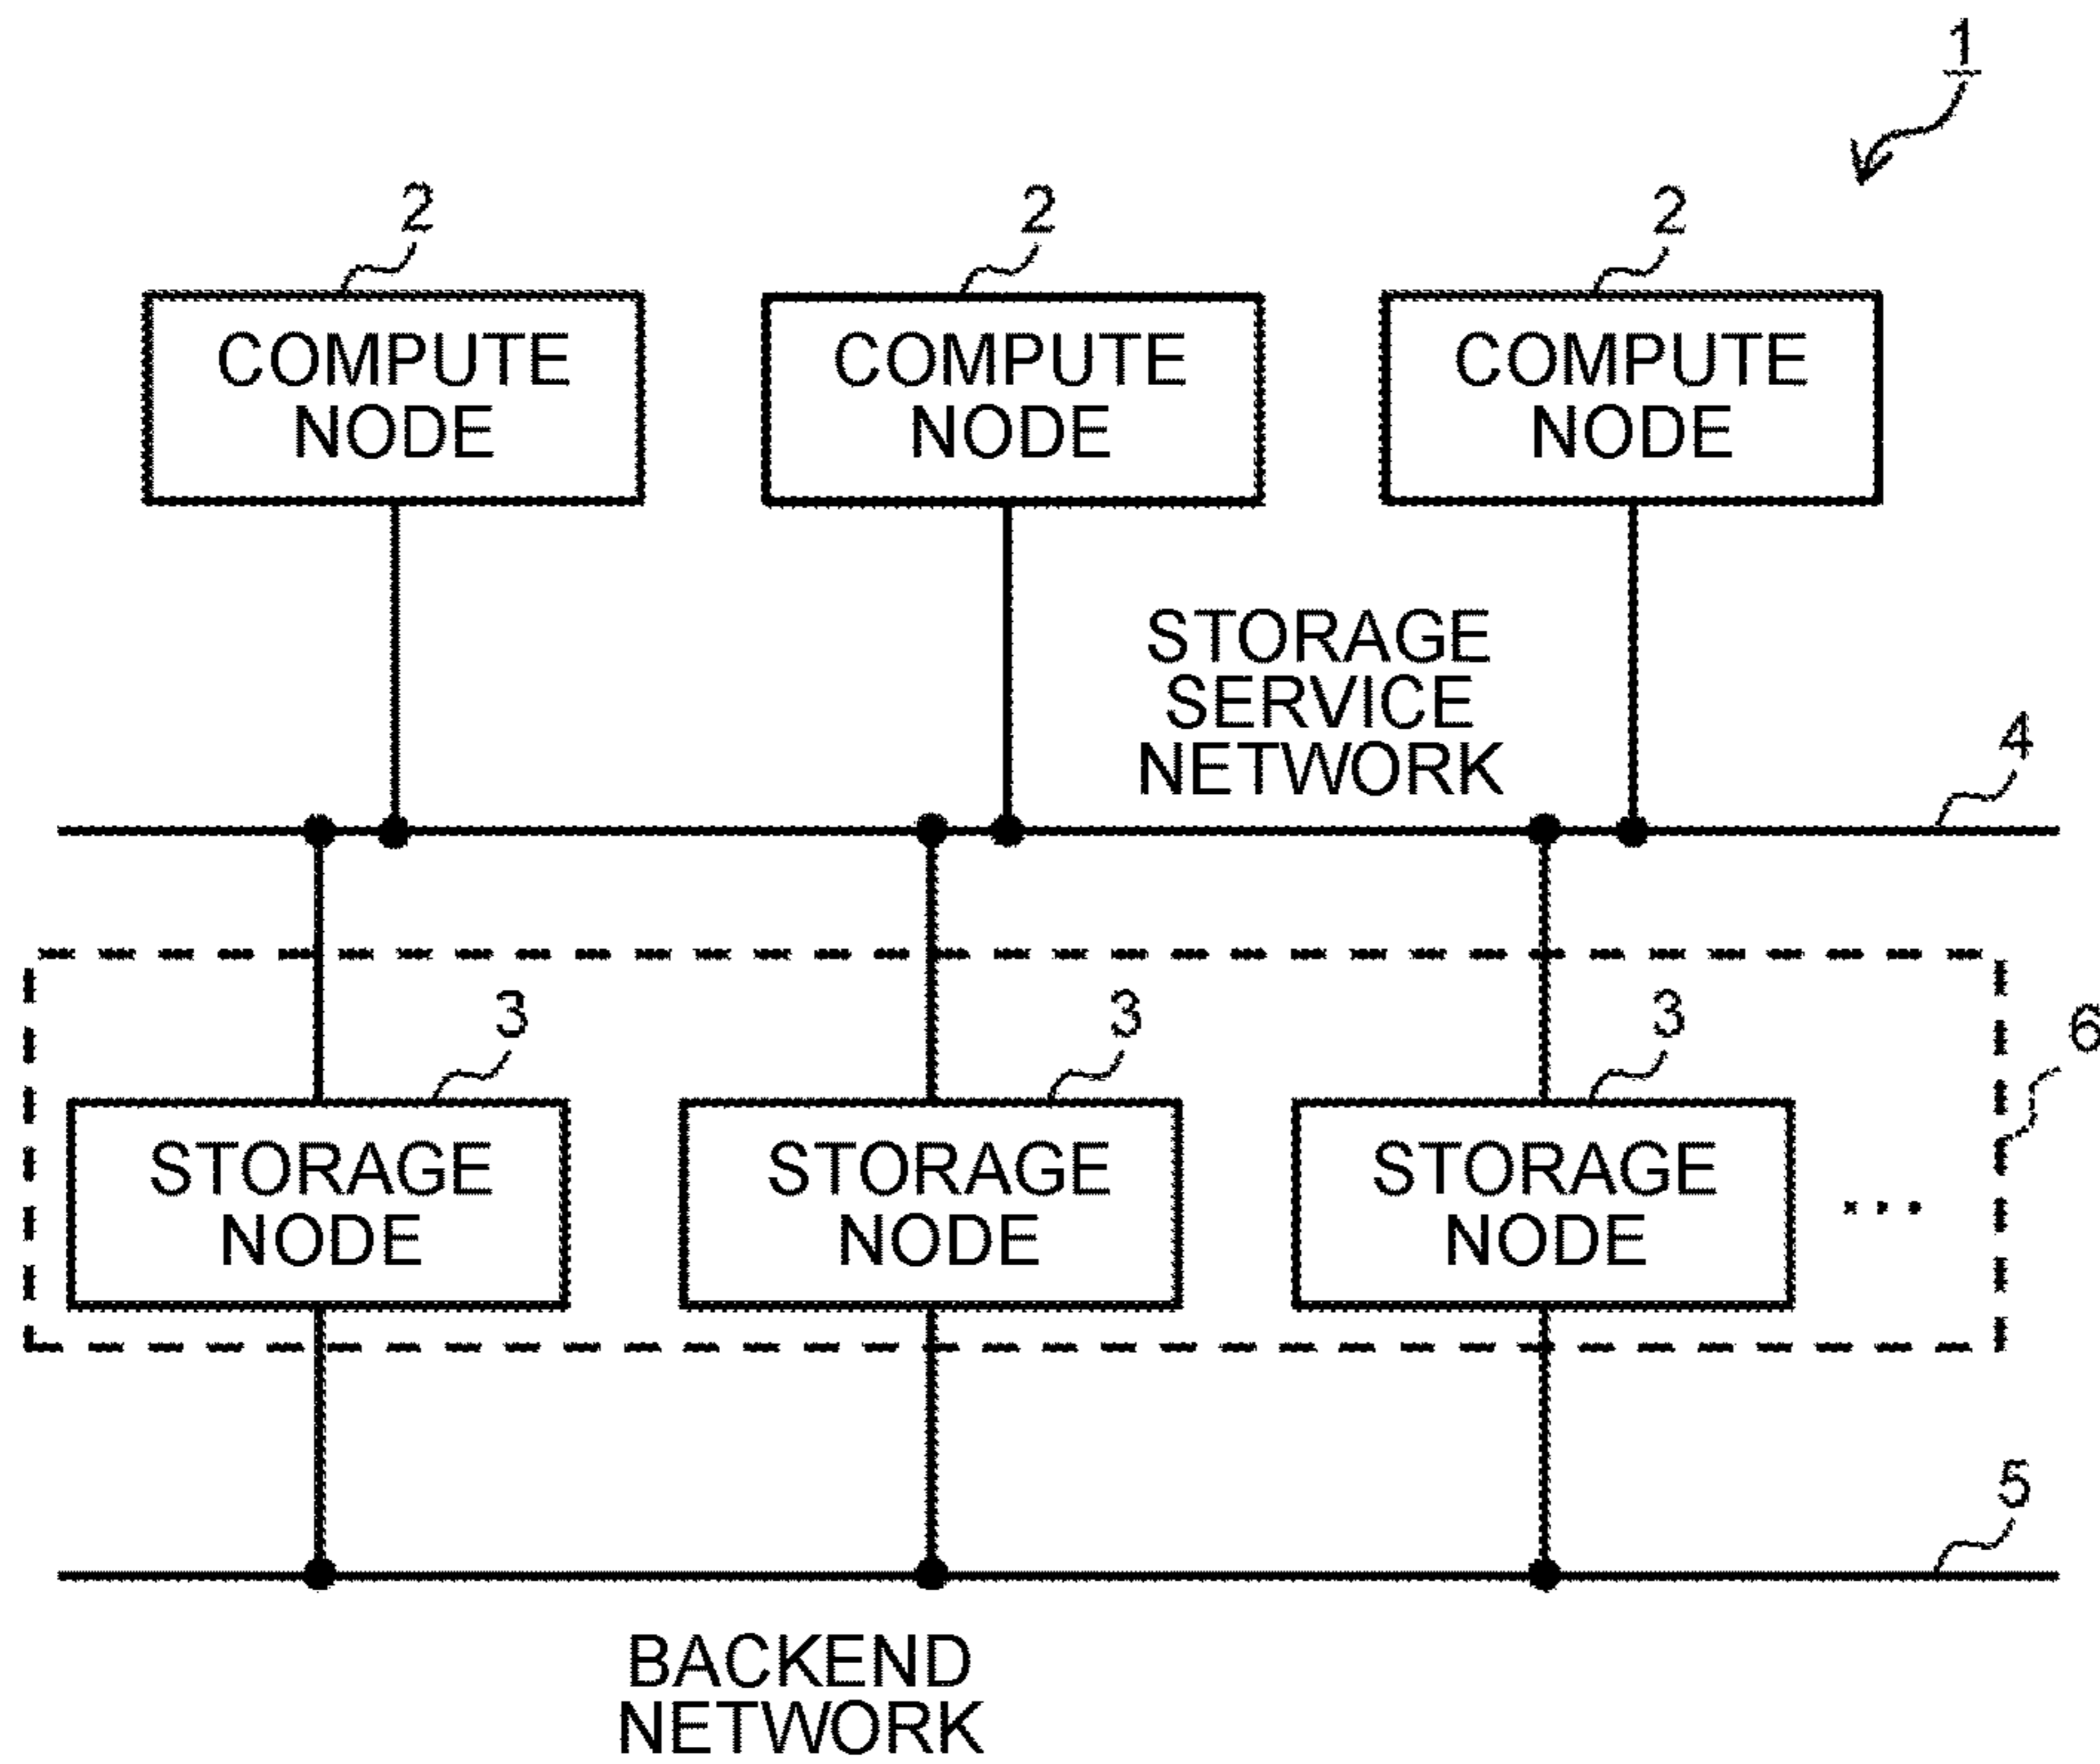 1
2
2
2
COMPUTE
NODE
COMPUTE
NODE
COMPUTE
NODE
STORAGE
SERVICE
NETWORK
4
3
3
3
6
STORAGE
NODE
STORAGE
NODE
STORAGE
NODE
...
5
BACKEND
NETWORK